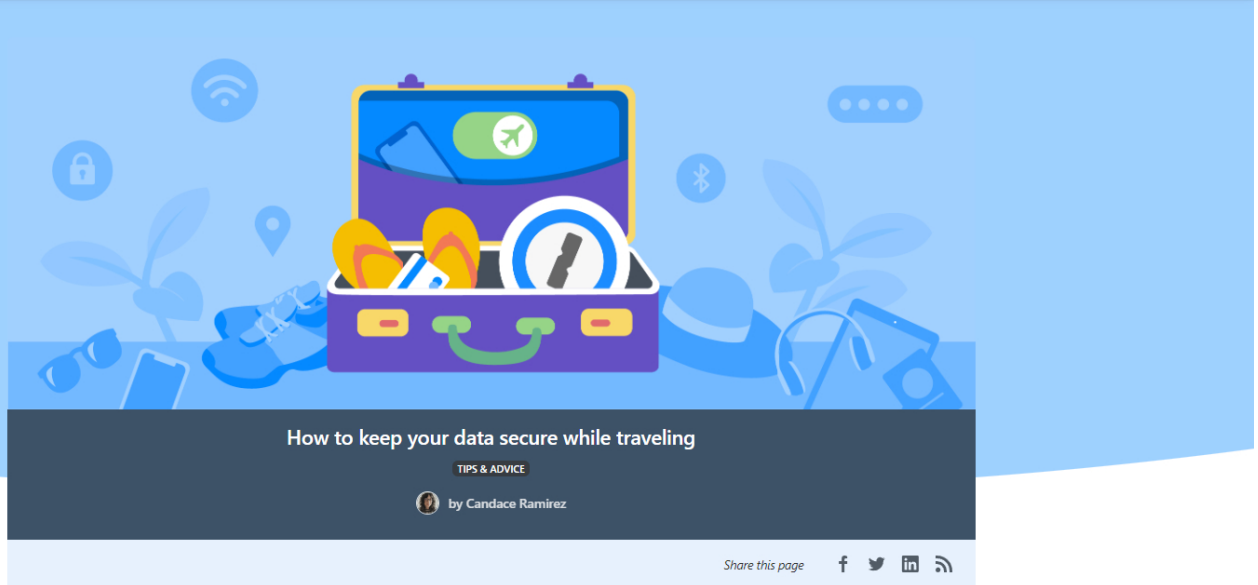 How to keep your data secure while traveling
TIPS & ADVICE
by Candace Ramirez
Share this page